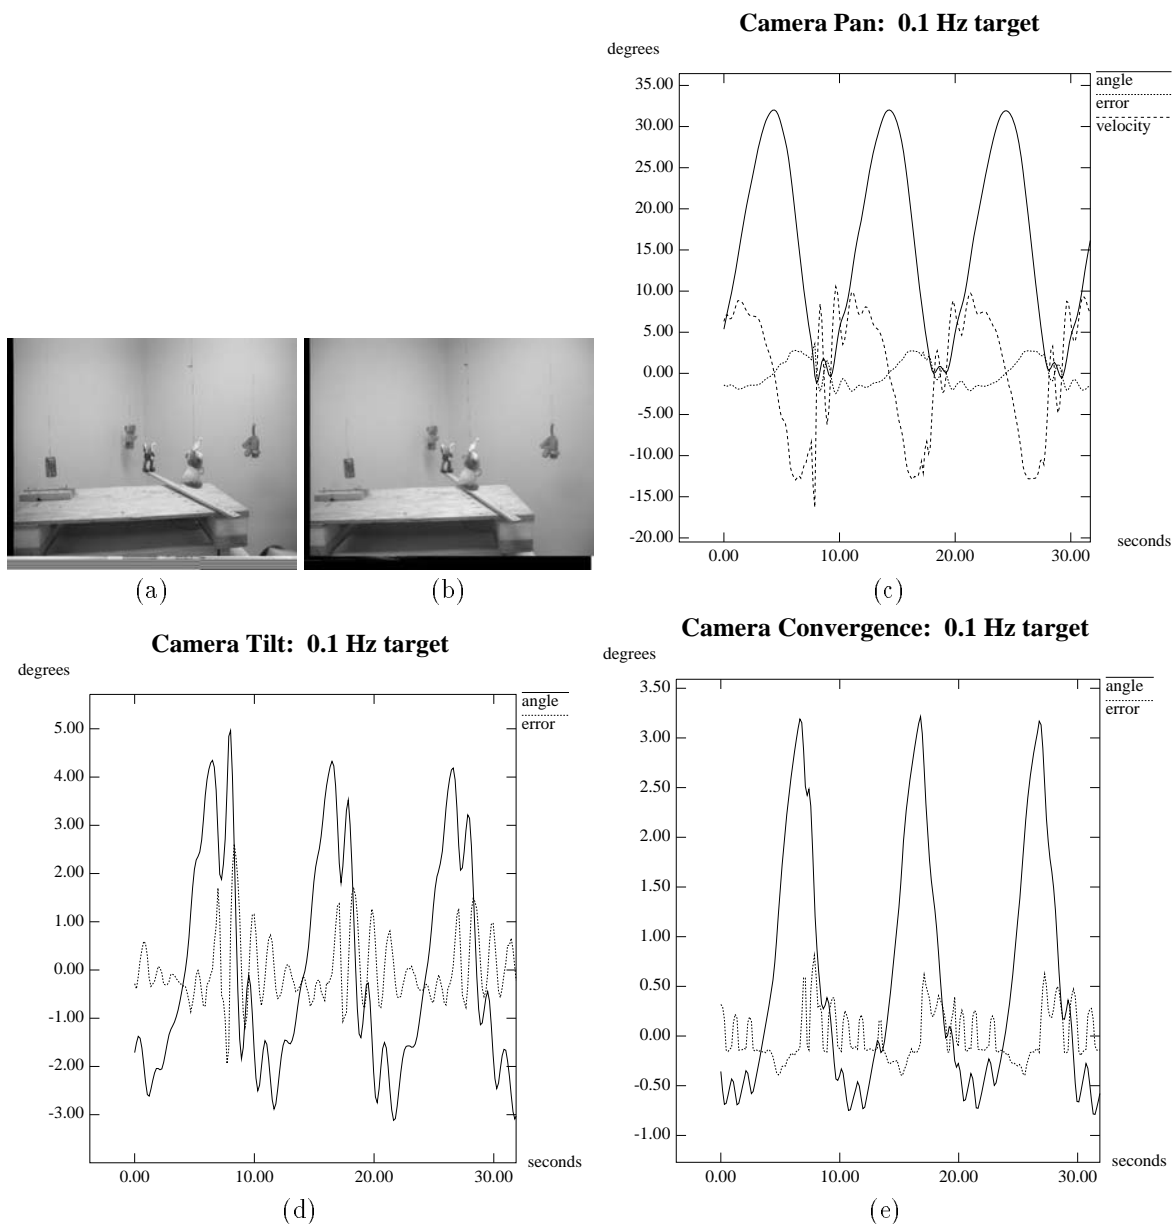 Camera Pan: 0.1 Hz target
degrees
35.00
30.00
25.00
20.00
15.00
10.00
5.00
0.00
-5.00
-10.00
-15.00
-20.00
0.00 10.00 20.00 30.00
seconds
angle
error
velocity
(a) (b) (c)
Camera Tilt: 0.1 Hz target
degrees
5.00
4.00
3.00
2.00
1.00
0.00
-1.00
-2.00
-3.00
0.00 10.00 20.00 30.00
seconds
angle
error
(d)
Camera Convergence: 0.1 Hz target
degrees
3.50
3.00
2.50
2.00
1.50
1.00
0.50
0.00
-0.50
-1.00
0.00 10.00 20.00 30.00
seconds
angle
error
(e)